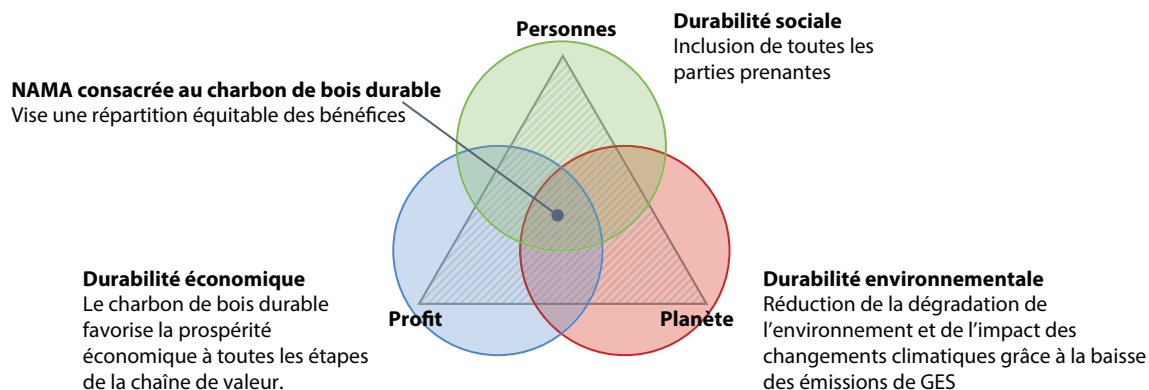 Personnes
Durabilité sociale
Inclusion de toutes les
parties prenantes
NAMA consacrée au charbon de bois durable
Vise une répartition équitable des bénéfices
Durabilité économique
Le charbon de bois durable
favorise la prospérité
économique à toutes les étapes
de la chaîne de valeur.
Profit
Planète
Durabilité environnementale
Réduction de la dégradation de
l’environnement et de l’impact des
changements climatiques grâce à la baisse
des émissions de GES